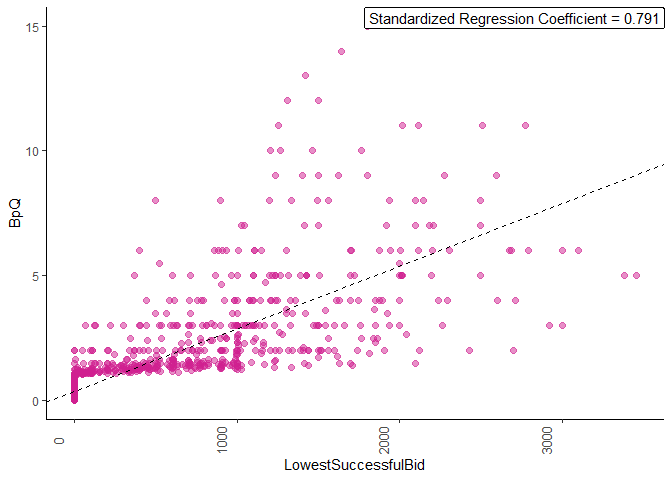 Standardized Regression Coefficient = 0.791
15
10
5
0
BpQ
0
1000
2000
3000
LowestSuccessfulBid